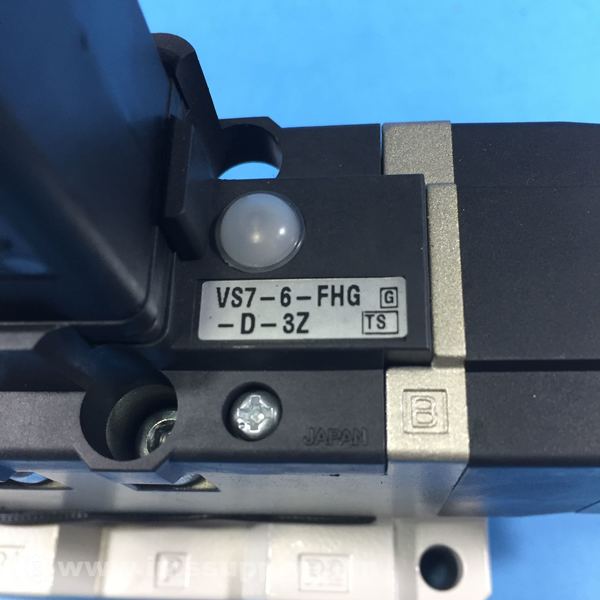 VS7-6-FHG G
-D-3Z TS
B
JAPAN
P